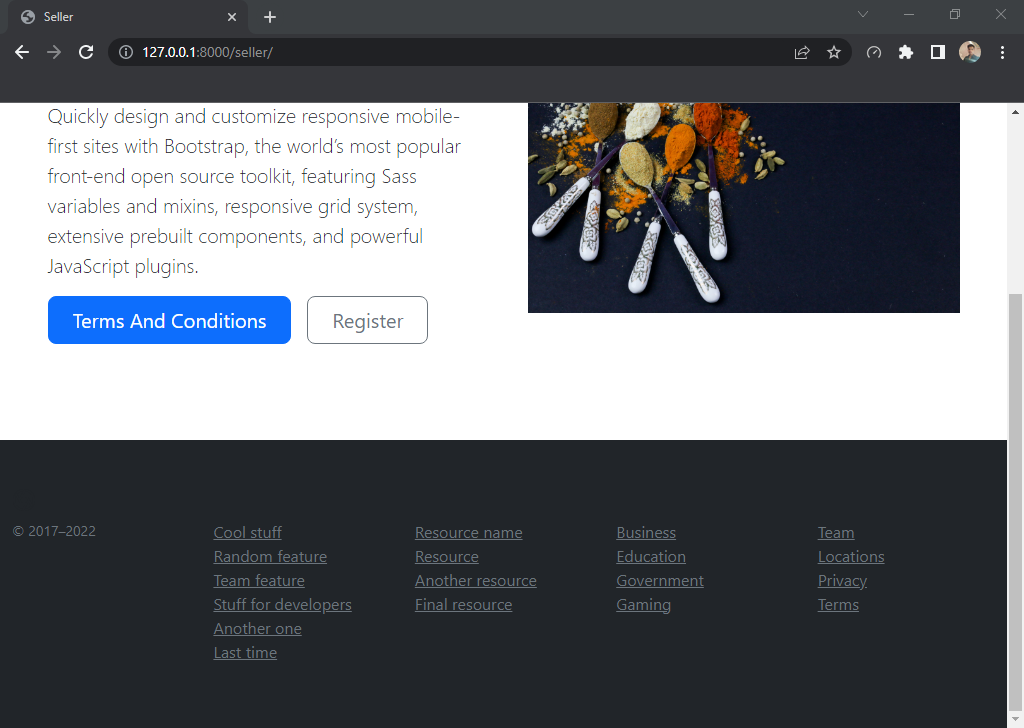 Seller
127.0.0.1:8000/seller/
Quickly design and customize responsive mobile-
first sites with Bootstrap, the world’s most popular
front-end open source toolkit, featuring Sass
variables and mixins, responsive grid system,
extensive prebuilt components, and powerful
JavaScript plugins.
Terms And Conditions
Register
© 2017–2022
Cool stuff
Random feature
Team feature
Stuff for developers
Another one
Last time
Resource name
Resource
Another resource
Final resource
Business
Education
Government
Gaming
Team
Locations
Privacy
Terms